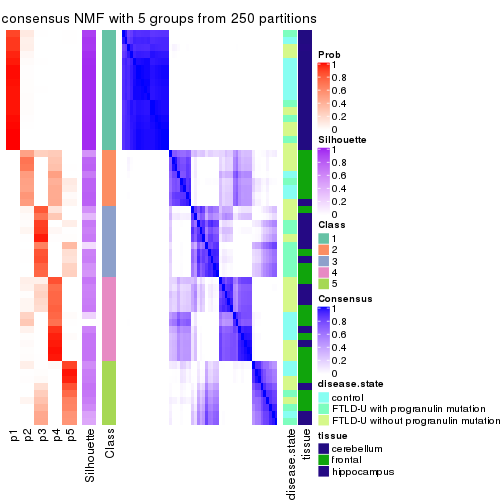 consensus NMF with 5 groups from 250 partitions
Prob
1
0.8
0.6
0.4
0.2
0
Silhouette
1
0.8
0.6
0.4
0.2
0
Class
1
2
3
4
5
Consensus
1
0.8
0.6
0.4
0.2
0
disease.state
control
FTLD-U with progranulin mutation
FTLD-U without progranulin mutation
tissue
cerebellum
frontal
hippocampus
p1
p2
p3
p4
p5
Silhouette
Class
disease.state
tissue